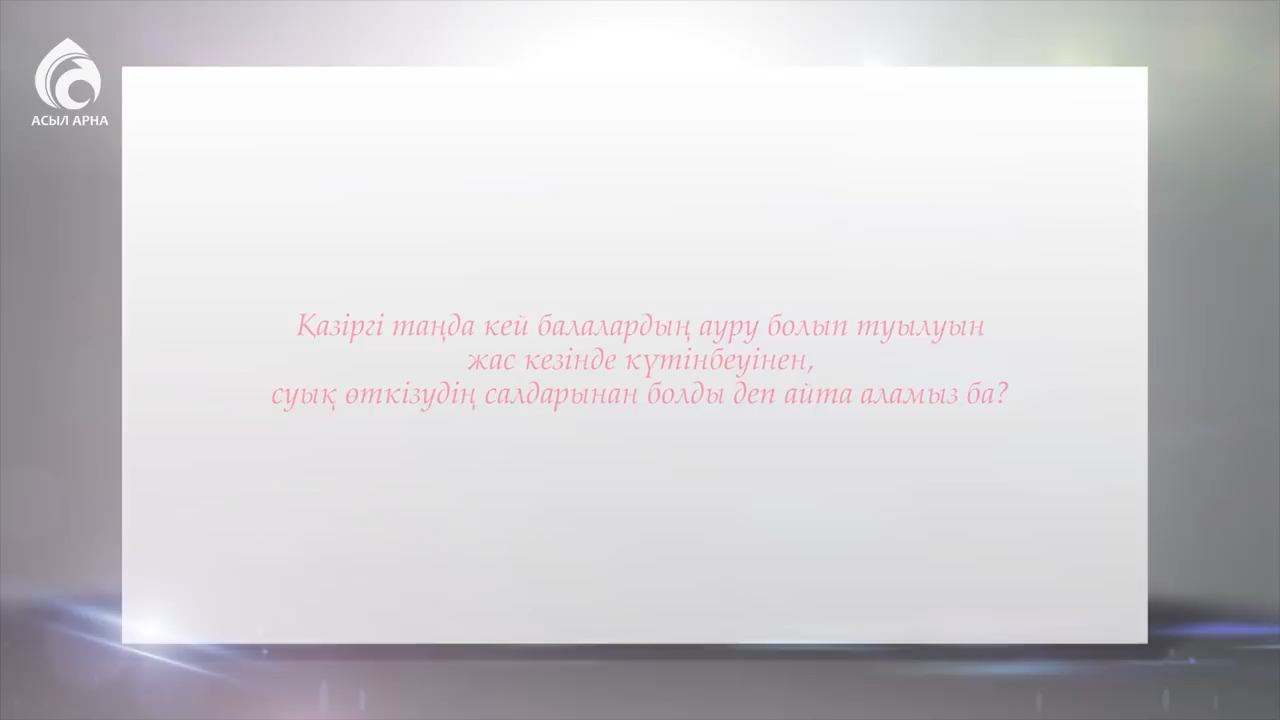 АСЫЛ АРНА
Қазіргі таңда кей балалардың ауру болып туылуын
жас кезінде күтінбеуінен,
суық өткізудің салдарынан болды деп айта аламыз ба?